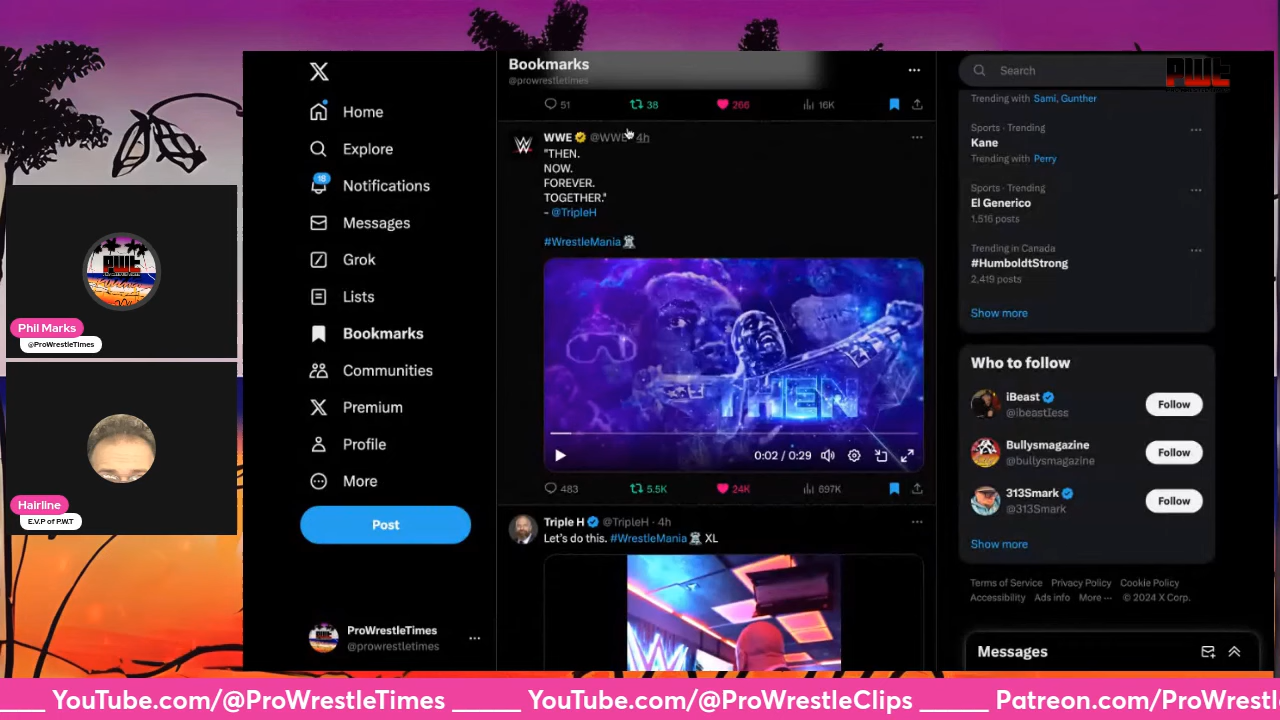 PWT
Bookmarks
@prowrestletimes
Search
Home
Explore
18
Notifications
Messages
Grok
Lists
Bookmarks
Communities
Premium
Profile
More
Post
ProWrestleTimes
@prowrestletimes
51
38
266
16K
WWE @WWE · 4h
"THEN.
NOW.
FOREVER.
TOGETHER."
- @TripleH
#WrestleMania
THEN
0:02 / 0:29
483
5.5K
24K
697K
Triple H @TripleH · 4h
Let's do this. #WrestleMania XL
Trending with Sami, Gunther
Sports · Trending
Kane
Trending with Perry
Sports · Trending
El Generico
1,516 posts
Trending in Canada
#HumboldtStrong
2,419 posts
Show more
Who to follow
iBeast
@ibeastless
Follow
Bullysmagazine
@bullysmagazine
Follow
313Smark
@313Smark
Follow
Show more
Terms of Service Privacy Policy Cookie Policy
Accessibility Ads info More ··· © 2024 X Corp.
Messages
PWT
Phil Marks
@ProWrestleTimes
Hairline
E.V.P of P.W.T
YouTube.com/@ProWrestleTimes ______ YouTube.com/@ProWrestleClips ______ Patreon.com/ProWrestl